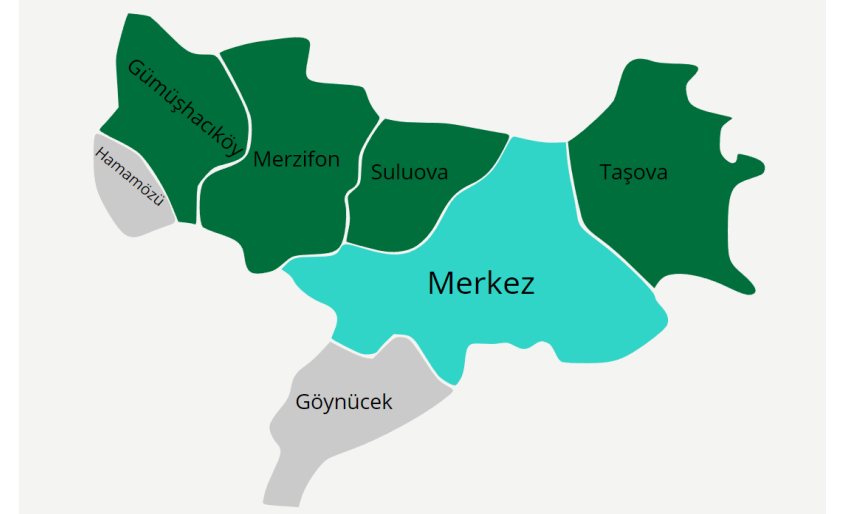 Gümüşhacıköy
Merzifon
Hamamözü
Suluova
Taşova
Merkez
Göynücek